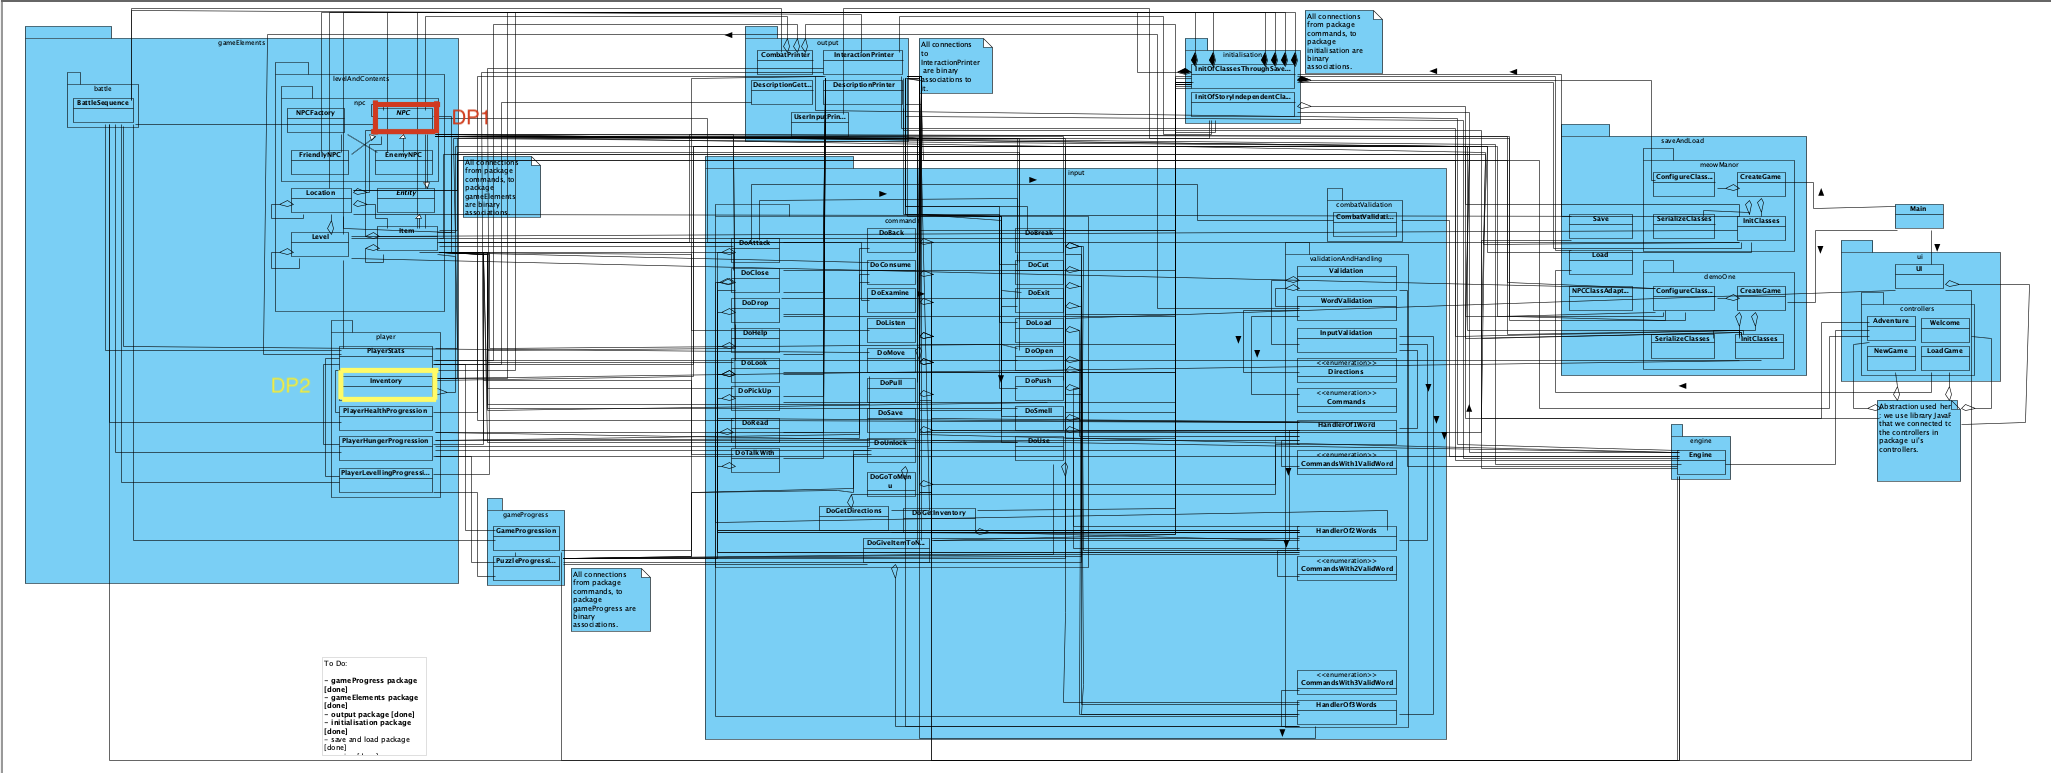 gameElements
battle
BattleSequence
levelAndContents
npc
NPCFactory
NPC
DP1
FriendlyNPC
EnemyNPC
Location
Entity
Level
Item
player
PlayerStats
DP2
Inventory
PlayerHealthProgression
PlayerHungerProgression
PlayerLevellingProgressi...
All connections
from package
commands, to
package
gameElements
are binary
associations.
gameProgress
GameProgression
PuzzleProgressi...
All connections
from package
commands, to
package
gameProgress are
binary
associations.
To Do:
- gameProgress package
[done]
- gameElements package
[done]
- output package [done]
- initialisation package
[done]
- save and load package
[done]
output
CombatPrinter
InteractionPrinter
DescriptionGett...
DescriptionPrinter
UserInputPrin...
All connections
to
InteractionPrinter
are binary
associations to
it.
initialisation
InitOfClassesThroughSave...
InitOfStoryIndependentCla...
All connections
from package
commands, to
package
initialisation are
binary
associations.
input
DoAttack
DoClose
DoDrop
DoHelp
DoLook
DoPickUp
DoRead
DoTalkWith
DoBack
DoConsume
DoExamine
DoListen
DoMove
DoPull
DoSave
DoUnlock
DoGoToMen
u
DoGetDirections
DoGetInventory
DoGiveItemToN...
DoBreak
DoCut
DoExit
DoLoad
DoOpen
DoPush
DoSmell
DoUse
combatValidation
CombatValidati...
validationAndHandling
Validation
WordValidation
InputValidation
<<enumeration>>
Directions
<<enumeration>>
Commands
HandlerOf1Word
<<enumeration>>
CommandsWith1ValidWord
HandlerOf2Words
<<enumeration>>
CommandsWith2ValidWord
<<enumeration>>
CommandsWith3ValidWord
HandlerOf3Words
saveAndLoad
meowManor
ConfigureClass...
CreateGame
Save
SerializeClasses
InitClasses
Load
demoOne
NPCClassAdapt...
ConfigureClass...
CreateGame
SerializeClasses
InitClasses
Main
ui
UI
controllers
Adventure
Welcome
NewGame
LoadGame
Abstraction used her
: we use library JavaF
that we connected to
the controllers in
package ui's
controllers.
engine
Engine